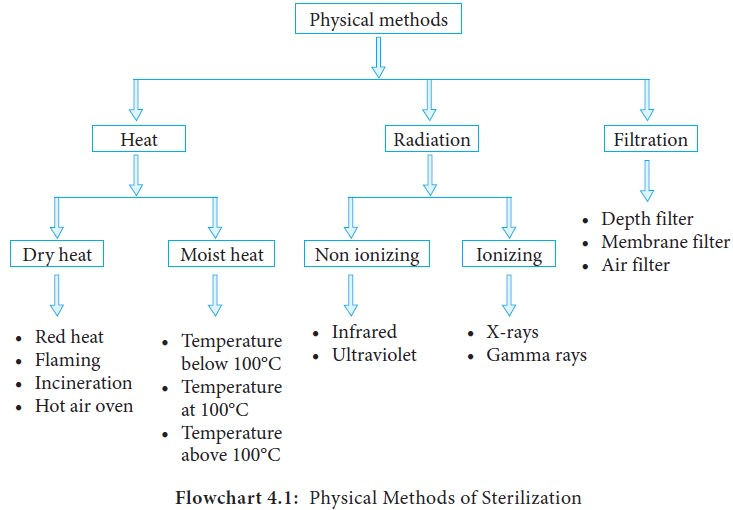 Physical methods
Heat
Radiation
Filtration
Dry heat
Moist heat
Non ionizing
Ionizing
• Depth filter
• Membrane filter
• Air filter
• Red heat
• Flaming
• Incineration
• Hot air oven
• Temperature
below 100°C
• Temperature
at 100°C
• Temperature
above 100°C
• Infrared
• Ultraviolet
• X-rays
• Gamma rays
Flowchart 4.1: Physical Methods of Sterilization